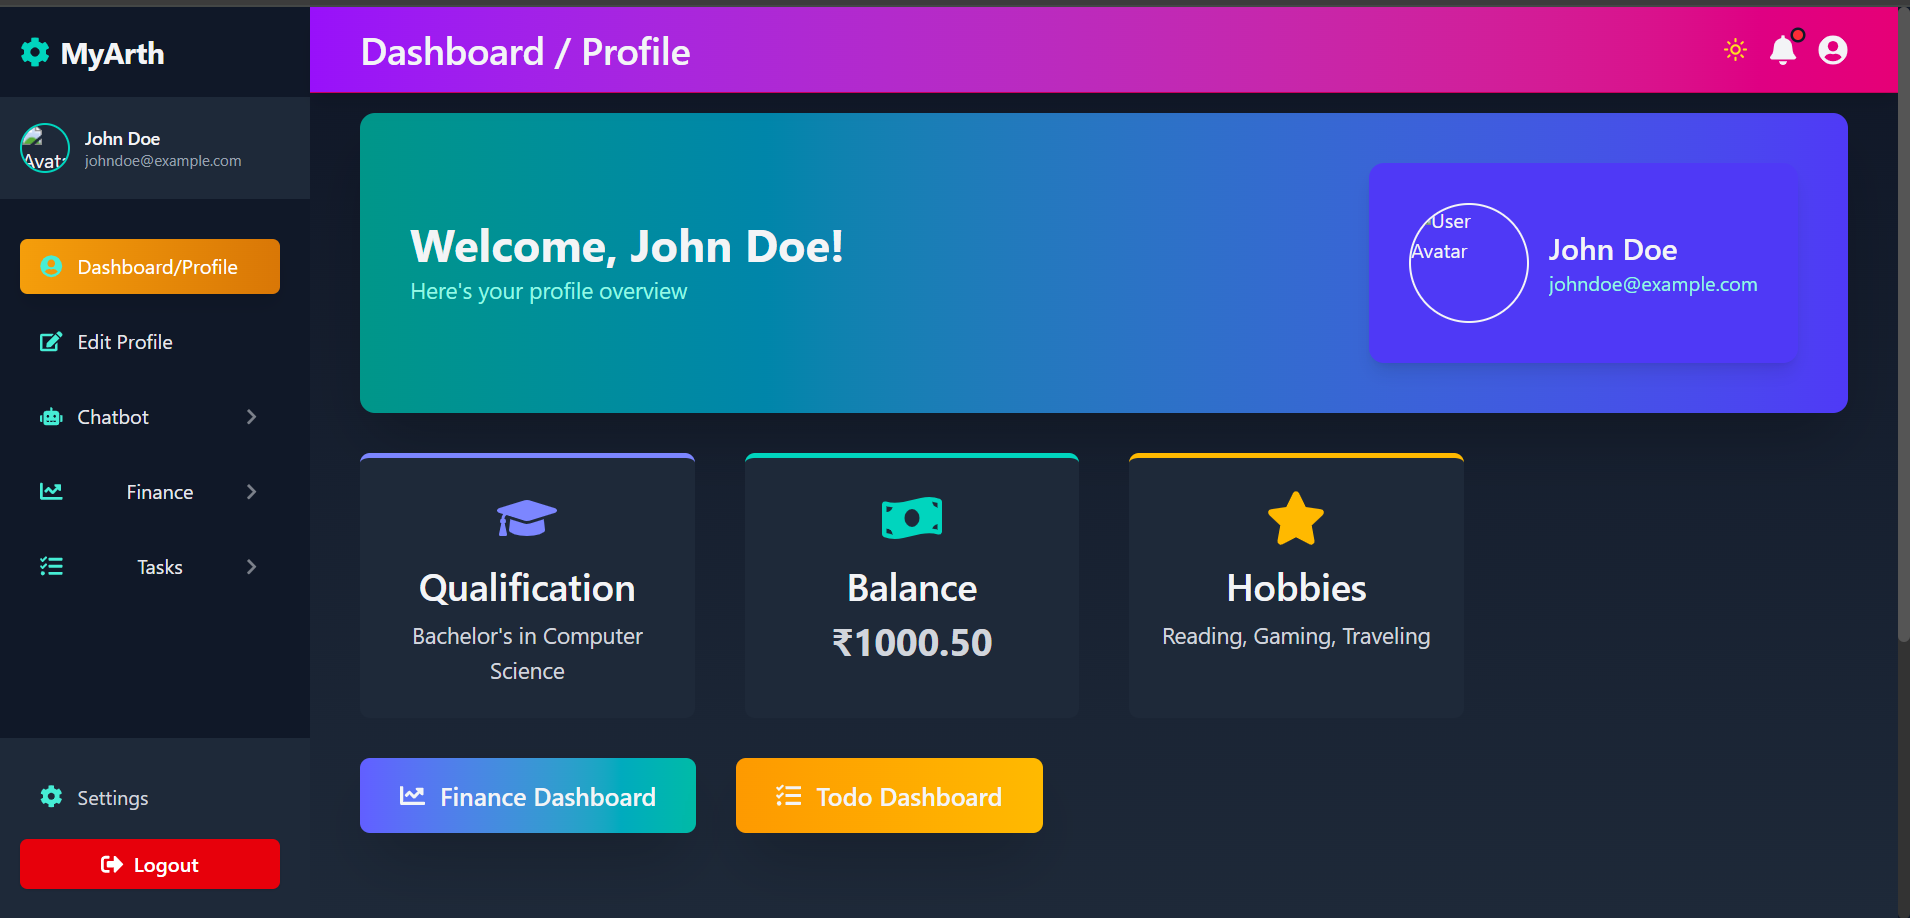 MyArth
Dashboard / Profile
Avat
John Doe
johndoe@example.com
Dashboard/Profile
Edit Profile
Chatbot
Finance
Tasks
Settings
Logout
Welcome, John Doe!
Here's your profile overview
User
Avatar
John Doe
johndoe@example.com
Qualification
Bachelor's in Computer
Science
Balance
₹1000.50
Hobbies
Reading, Gaming, Traveling
Finance Dashboard
Todo Dashboard